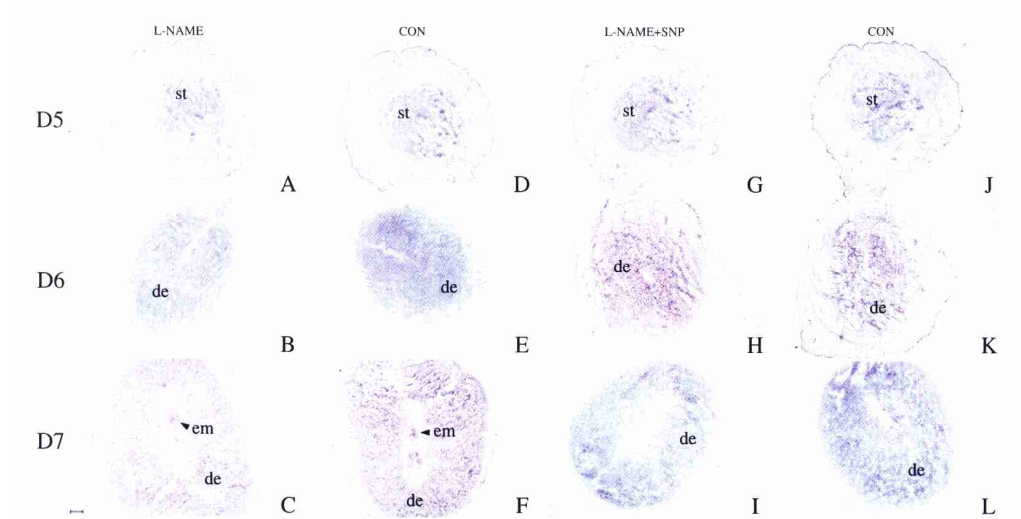 L-NAME CON L-NAME+SNP CON
D5 st st st st
A D G J
D6 de de de de
B E H K
D7 em em de de
de de
C F I L